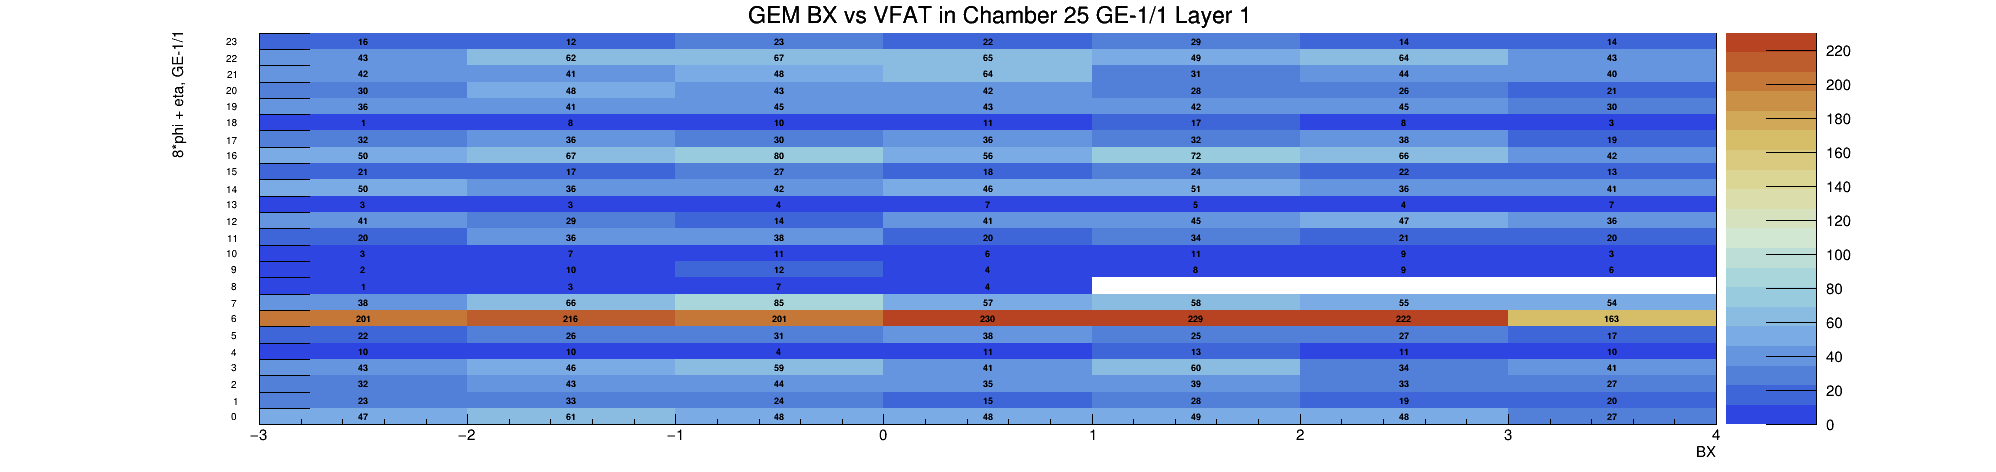 GEM BX vs VFAT in Chamber 25 GE-1/1 Layer 1
8*phi + eta, GE-1/1
23 16 12 23 22 29 14 14
22 43 62 67 65 49 64 43
21 42 41 48 64 31 44 40
20 30 48 43 42 28 26 21
19 36 41 45 43 42 45 30
18 1 8 10 11 17 8 3
17 32 36 30 36 32 38 19
16 50 67 80 56 72 66 42
15 21 17 27 18 24 22 13
14 50 36 42 46 51 36 41
13 3 3 4 7 5 4 7
12 41 29 14 41 45 47 36
11 20 36 38 20 34 21 20
10 3 7 11 6 11 9 3
9 2 10 12 4 8 9 6
8 1 3 7 4
7 38 66 85 57 58 55 54
6 201 216 201 230 229 222 163
5 22 26 31 38 25 27 17
4 10 10 4 11 13 11 10
3 43 46 59 41 60 34 41
2 32 43 44 35 39 33 27
1 23 33 24 15 28 19 20
0 47 61 48 48 49 48 27
−3 −2 −1 0 1 2 3 4
BX
220
200
180
160
140
120
100
80
60
40
20
0